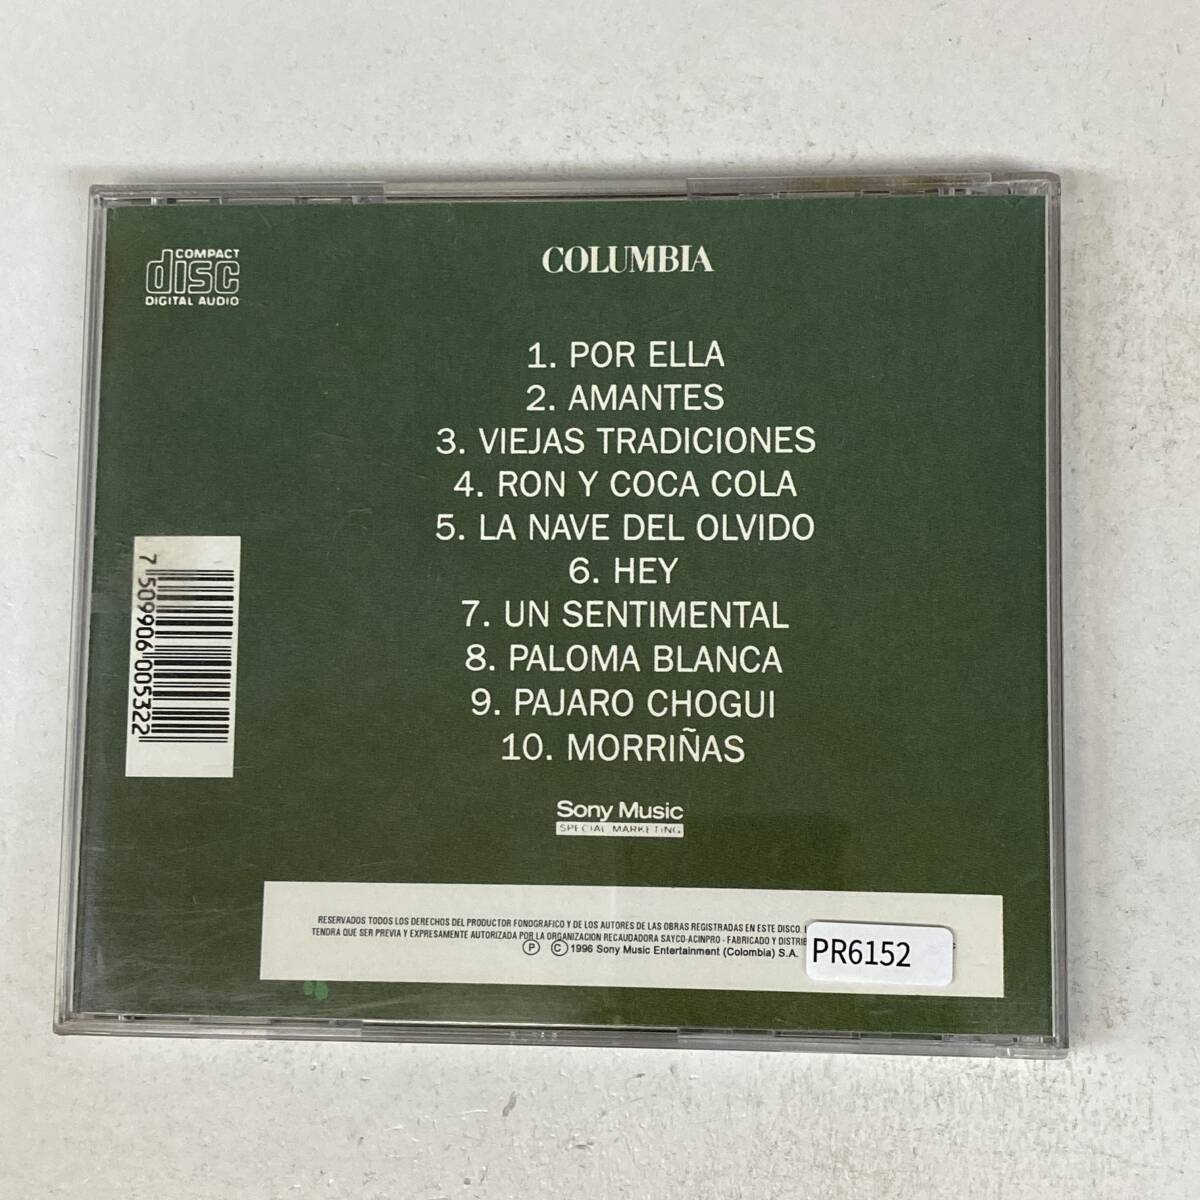 COMPACT
disc
DIGITAL AUDIO
COLUMBIA
1. POR ELLA
2. AMANTES
3. VIEJAS TRADICIONES
4. RON Y COCA COLA
5. LA NAVE DEL OLVIDO
6. HEY
7. UN SENTIMENTAL
8. PALOMA BLANCA
9. PAJARO CHOGUI
10. MORRIÑAS
7 509906 005322
Sony Music
SPECIAL MARKETING
RESERVADOS TODOS LOS DERECHOS DEL PRODUCTOR FONOGRAFICO Y DE LOS AUTORES DE LAS OBRAS REGISTRADAS EN ESTE DISCO.
TENDRA QUE SER PREVIA Y EXPRESAMENTE AUTORIZADA POR LA ORGANIZACION RECAUDADORA SAYCO-ACINPRO - FABRICADO Y
Ⓟ Ⓒ 1996 Sony Music Entertainment (Colombia) S.A.
PR6152